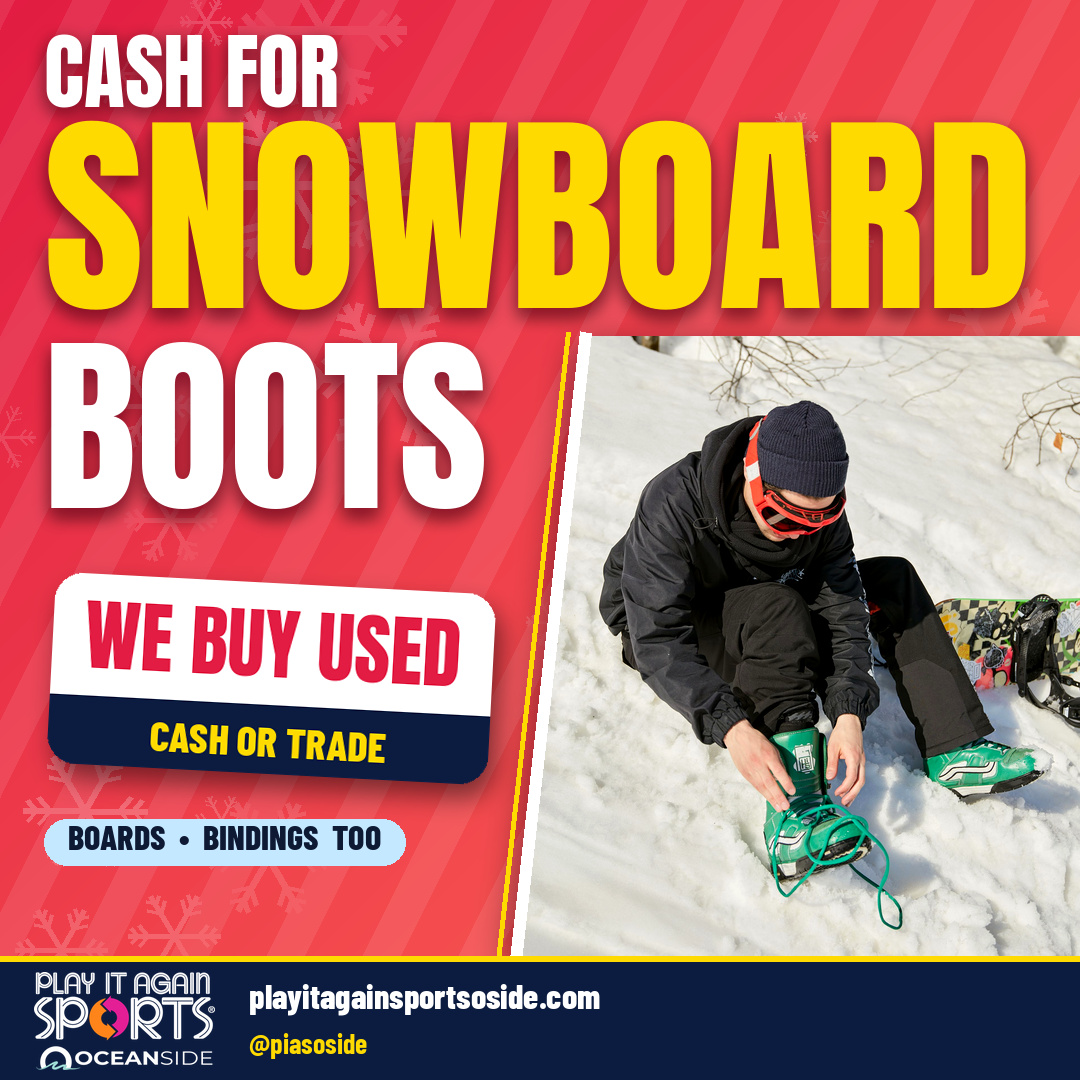 CASH FOR
SNOWBOARD
BOOTS
WE BUY USED
CASH OR TRADE
BOARDS • BINDINGS TOO
PLAY IT AGAIN
SPORTS®
OCEANSIDE
playitagainsportsoside.com
@piasoside